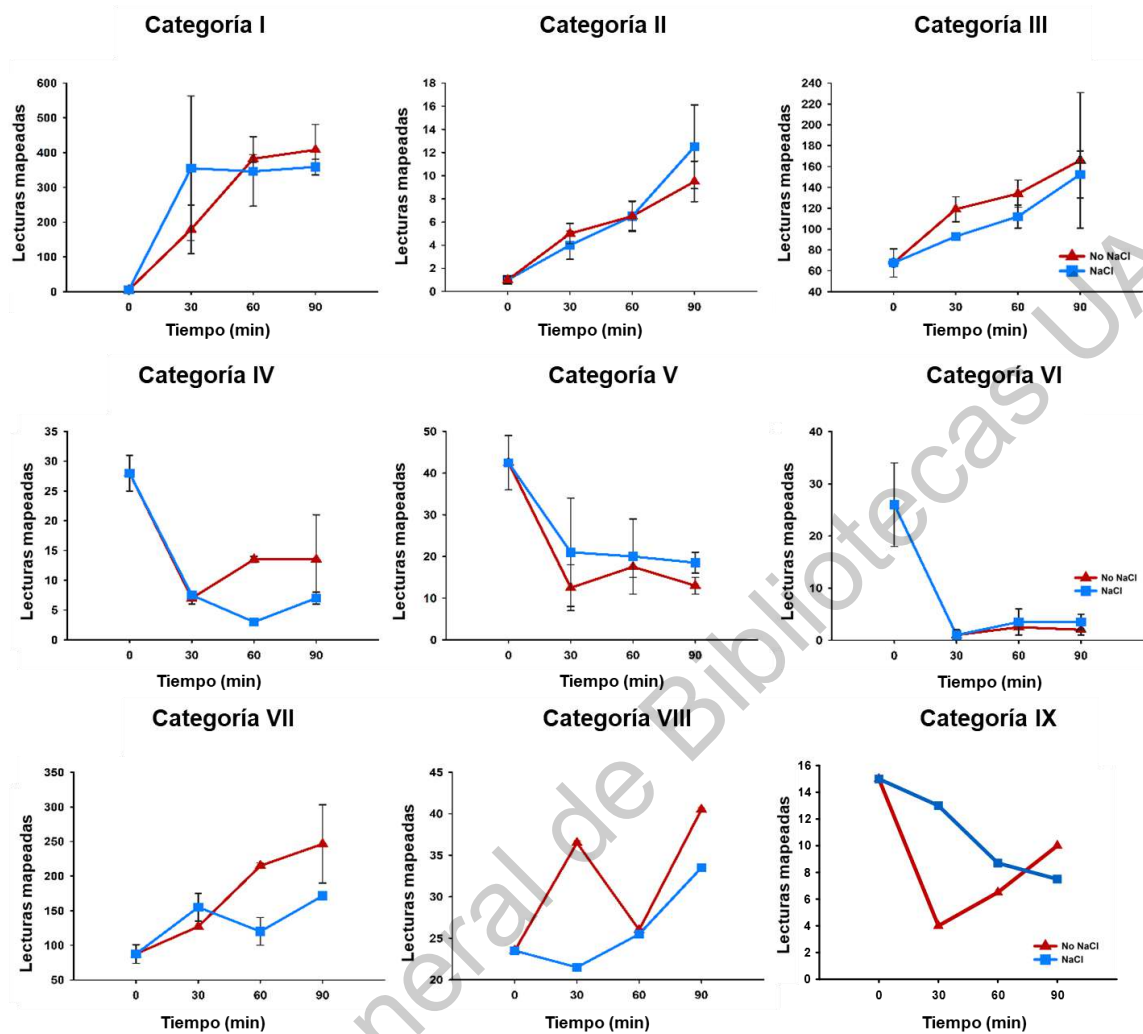 Categoría I
Categoría II
Categoría III
Lecturas mapeadas
600
500
400
300
200
100
0
0 30 60 90
Tiempo (min)
Lecturas mapeadas
18
16
14
12
10
8
6
4
2
0
0 30 60 90
Tiempo (min)
Lecturas mapeadas
240
220
200
180
160
140
120
100
80
60
40
No NaCl
NaCl
0 30 60 90
Tiempo (min)
Categoría IV
Categoría V
Categoría VI
Lecturas mapeadas
35
30
25
20
15
10
5
0
0 30 60 90
Tiempo (min)
Lecturas mapeadas
50
40
30
20
10
0
0 30 60 90
Tiempo (min)
Lecturas mapeadas
40
30
20
10
0
No NaCl
NaCl
0 30 60 90
Tiempo (min)
Categoría VII
Categoría VIII
Categoría IX
Lecturas mapeadas
350
300
250
200
150
100
50
0 30 60 90
Tiempo (min)
Lecturas mapeadas
45
40
35
30
25
20
0 30 60 90
Tiempo (min)
Lecturas mapeadas
16
14
12
10
8
6
4
2
0
No NaCl
NaCl
0 30 60 90
Tiempo (min)
de Bibliotecas